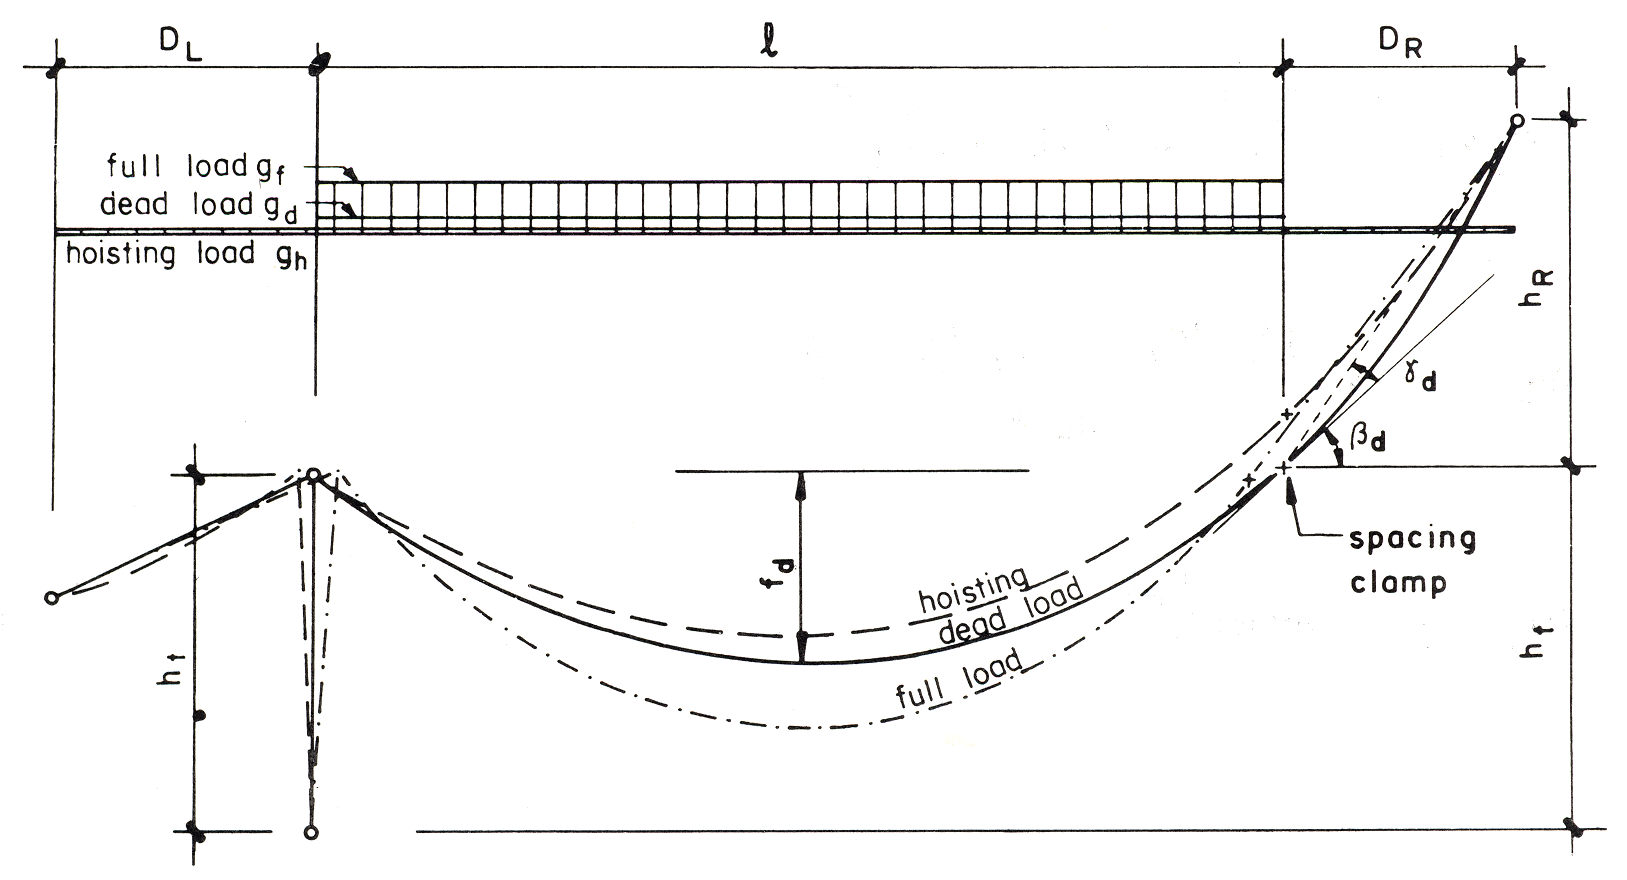 D_L
ℓ
D_R
full load g_f
dead load g_d
hoisting load g_h
h_R
γ_d
β_d
f_d
spacing
clamp
hoisting
dead load
full load
h_t
h_t